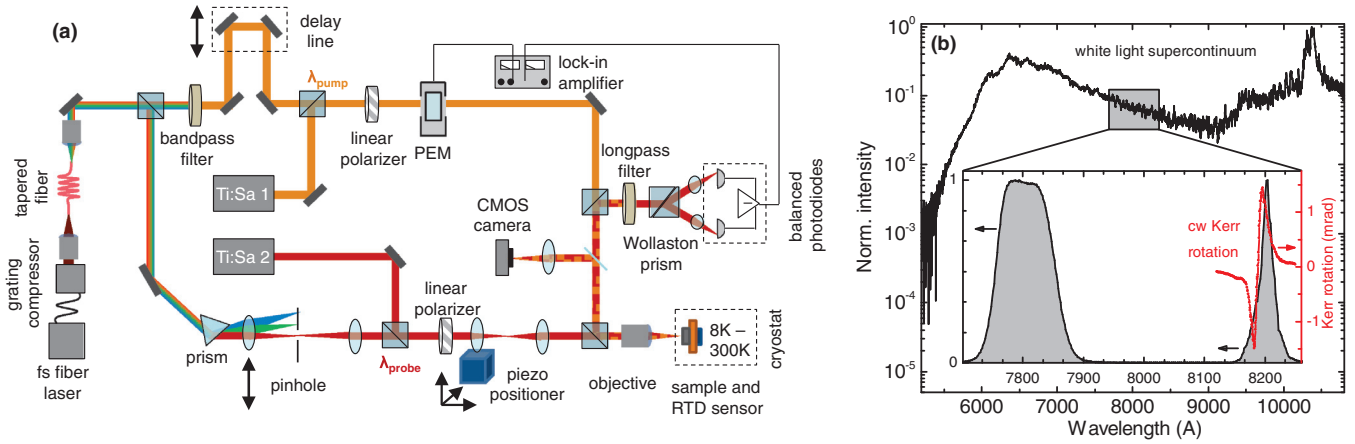 (a)
delay
line
λpump
lock-in
amplifier
bandpass
filter
linear
polarizer
PEM
tapered
fiber
Ti:Sa 1
longpass
filter
CMOS
camera
Wollaston
prism
balanced
photodiodes
Ti:Sa 2
grating
compressor
linear
polarizer
prism
λprobe
8K –
300K
cryostat
fs fiber
laser
pinhole
piezo
positioner
objective
sample and
RTD sensor
(b)
white light supercontinuum
Norm. intensity
10^0
10^-1
10^-2
10^-3
10^-4
10^-5
1
0
cw Kerr
rotation
1
0
-1
Kerr rotation (mrad)
7800 7900 8000 8100 8200
6000 7000 8000 9000 10000
Wavelength (A)